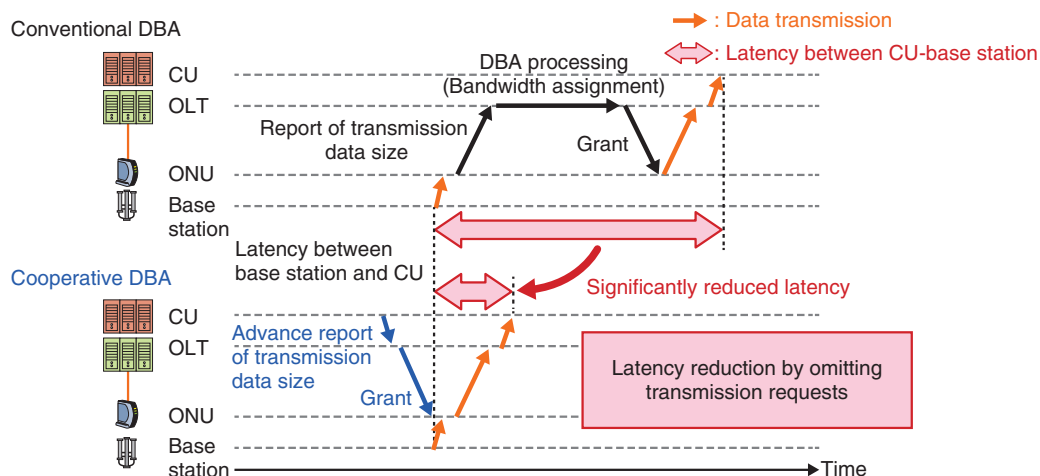 Conventional DBA
: Data transmission
: Latency between CU-base station
CU
OLT
ONU
Base
station
DBA processing
(Bandwidth assignment)
Report of transmission
data size
Grant
Latency between
base station and CU
Significantly reduced latency
Cooperative DBA
CU
OLT
ONU
Base
station
Advance report
of transmission
data size
Grant
Latency reduction by omitting
transmission requests
Time